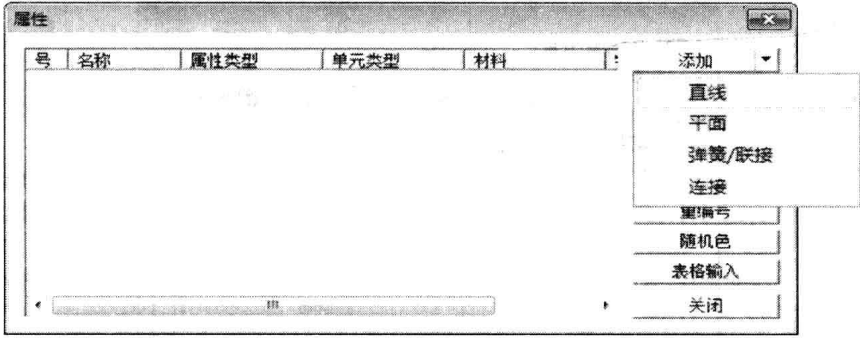 属性
号 名称 属性类型 单元类型 材料 添加
直线
平面
弹簧/联接
连接
重编号
随机色
表格输入
关闭